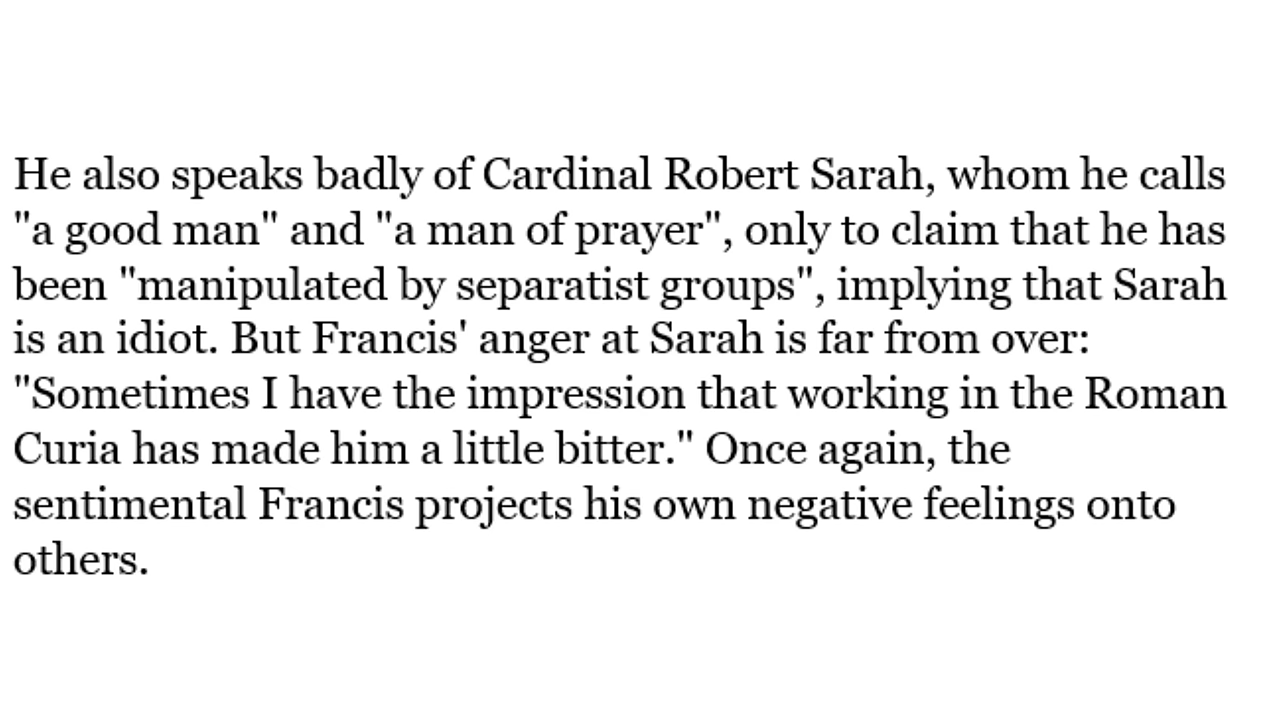 He also speaks badly of Cardinal Robert Sarah, whom he calls
"a good man" and "a man of prayer", only to claim that he has
been "manipulated by separatist groups", implying that Sarah
is an idiot. But Francis' anger at Sarah is far from over:
"Sometimes I have the impression that working in the Roman
Curia has made him a little bitter." Once again, the
sentimental Francis projects his own negative feelings onto
others.